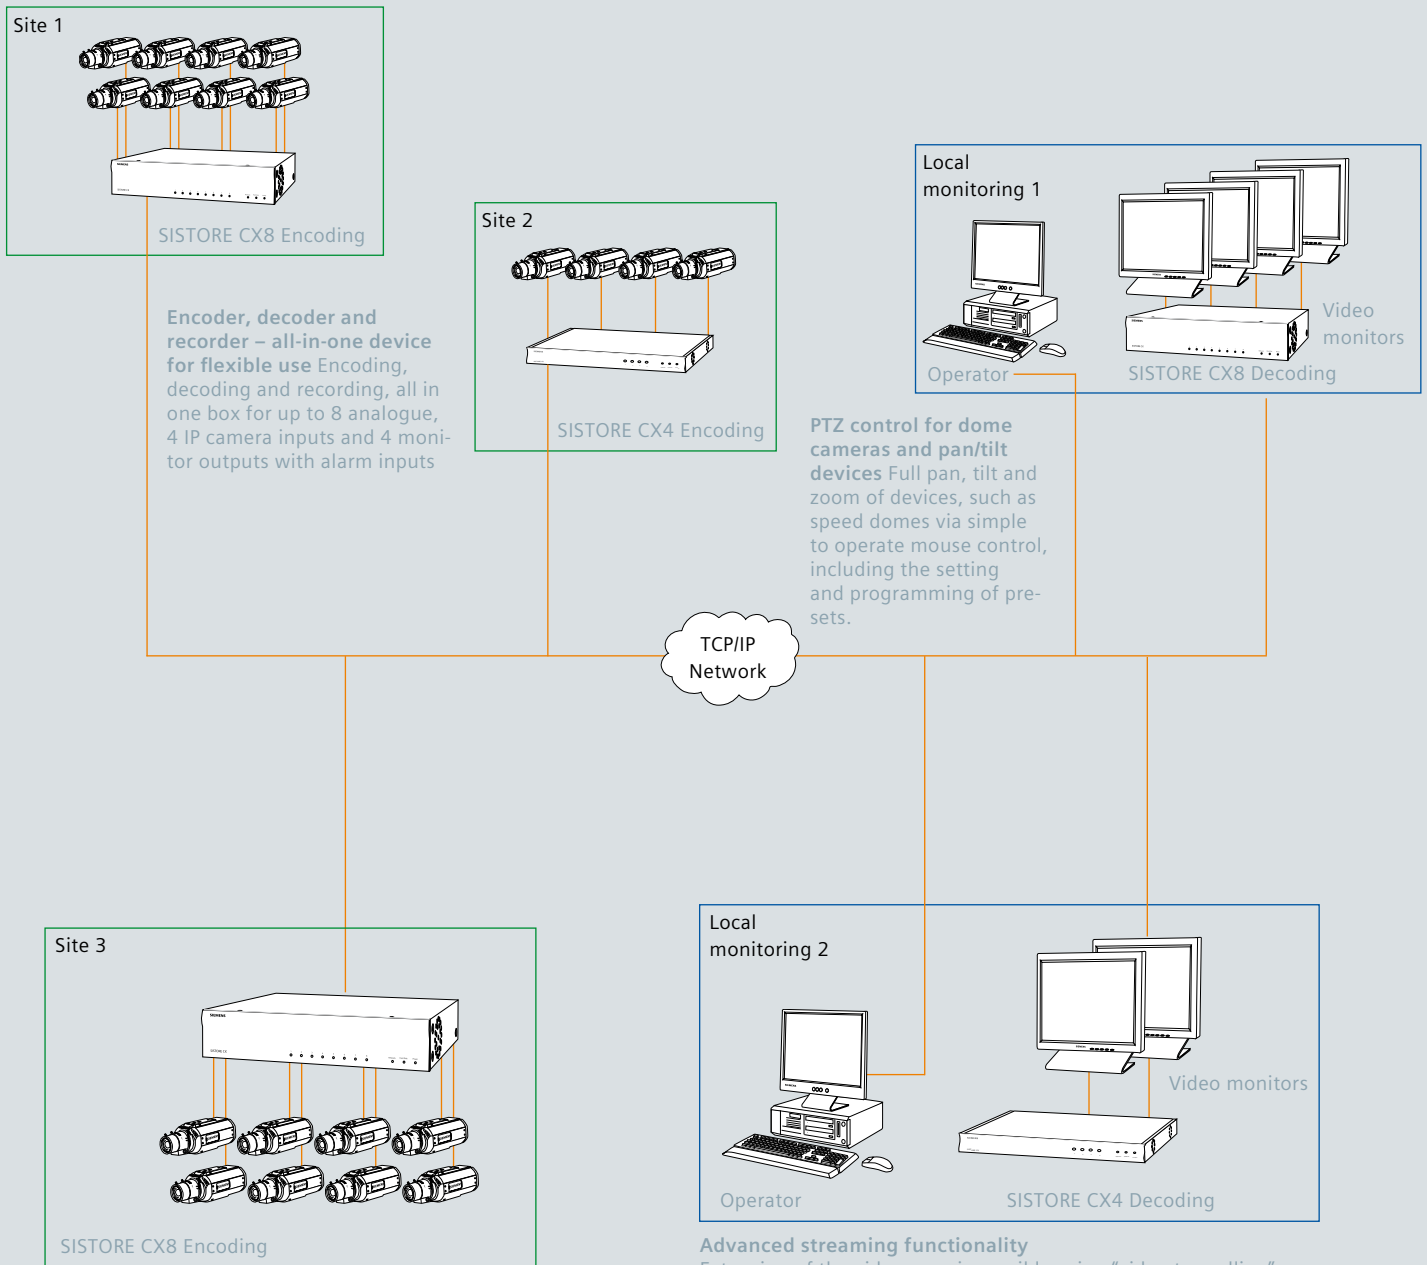 Site 1
SISTORE CX8 Encoding
Encoder, decoder and
recorder – all-in-one device
for flexible use Encoding,
decoding and recording, all in
one box for up to 8 analogue,
4 IP camera inputs and 4 moni-
tor outputs with alarm inputs
Site 2
SISTORE CX4 Encoding
Local
monitoring 1
Operator
Video
monitors
SISTORE CX8 Decoding
PTZ control for dome
cameras and pan/tilt
devices Full pan, tilt and
zoom of devices, such as
speed domes via simple
to operate mouse control,
including the setting
and programming of pre-
sets.
TCP/IP
Network
Site 3
SIEMENS
SISTORE CX
SISTORE CX8 Encoding
Local
monitoring 2
Operator
Video monitors
SISTORE CX4 Decoding
Advanced streaming functionality